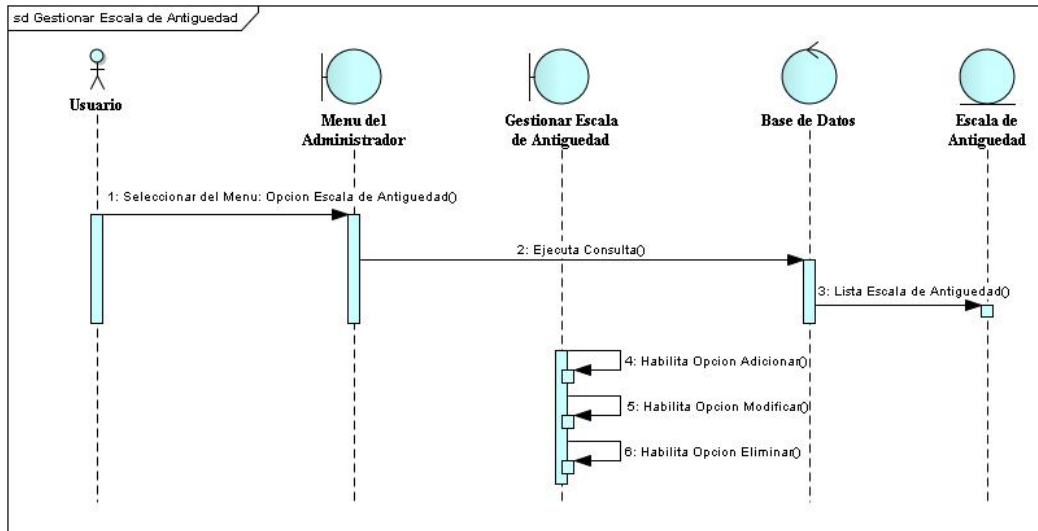 sd Gestionar Escala de Antiguedad
Usuario
Menu del
Administrador
Gestionar Escala
de Antiguedad
Base de Datos
Escala de
Antiguedad
1: Seleccionar del Menu: Opcion Escala de Antiguedad()
2: Ejecuta Consulta()
3: Lista Escala de Antiguedad()
4: Habilita Opcion Adicionar()
5: Habilita Opcion Modificar()
6: Habilita Opción Eliminar()